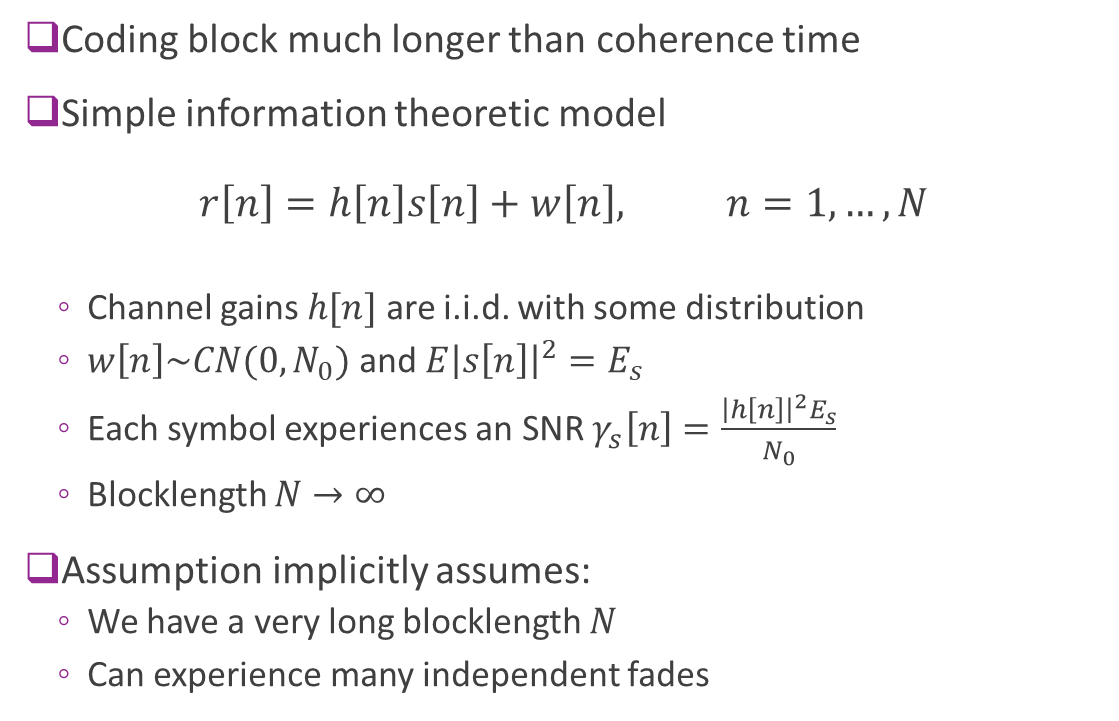 ❑Coding block much longer than coherence time
❑Simple information theoretic model
r[n] = h[n]s[n] + w[n], n = 1, … , N
◦ Channel gains h[n] are i.i.d. with some distribution
◦ w[n]~CN(0, N₀) and E|s[n]|² = Eₛ
◦ Each symbol experiences an SNR γₛ[n] = |h[n]|²Eₛ / N₀
◦ Blocklength N → ∞
❑Assumption implicitly assumes:
◦ We have a very long blocklength N
◦ Can experience many independent fades